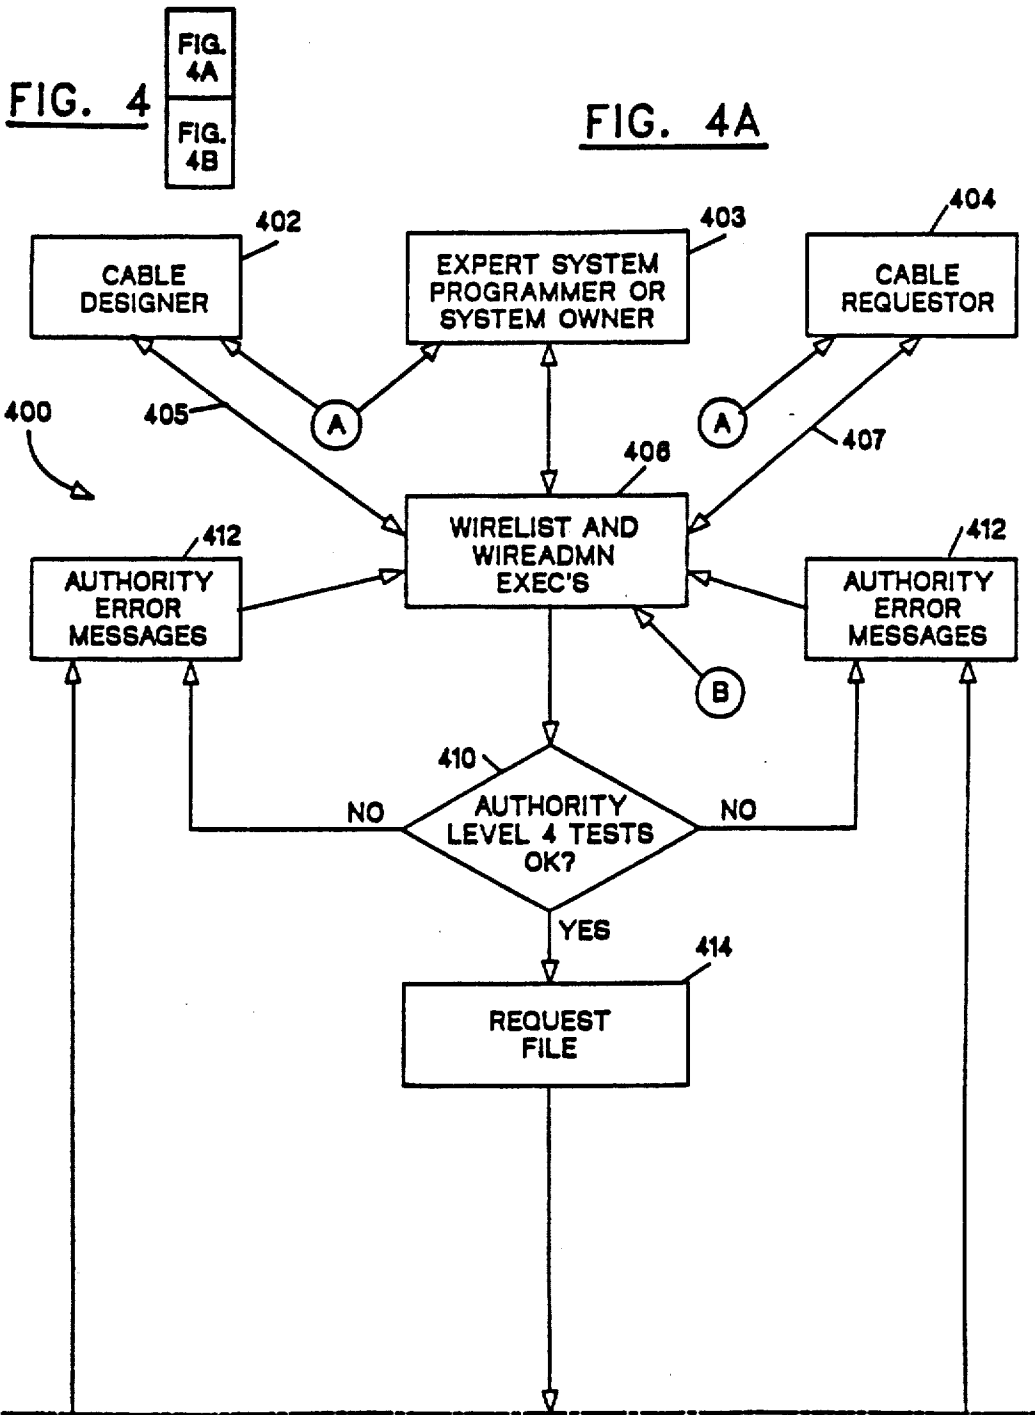 FIG. 4
FIG.
4A
FIG.
4B
FIG. 4A
402
CABLE
DESIGNER
403
EXPERT SYSTEM
PROGRAMMER OR
SYSTEM OWNER
404
CABLE
REQUESTOR
400
405
A
A
407
406
WIRELIST AND
WIREADMN
EXEC'S
412
AUTHORITY
ERROR
MESSAGES
412
AUTHORITY
ERROR
MESSAGES
B
410
AUTHORITY
LEVEL 4 TESTS
OK?
NO
NO
YES
414
REQUEST
FILE